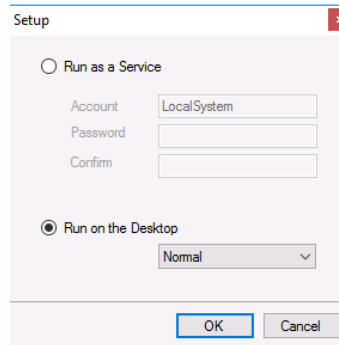 Setup
Run as a Service
Account LocalSystem
Password
Confirm
Run on the Desktop
Normal
OK Cancel